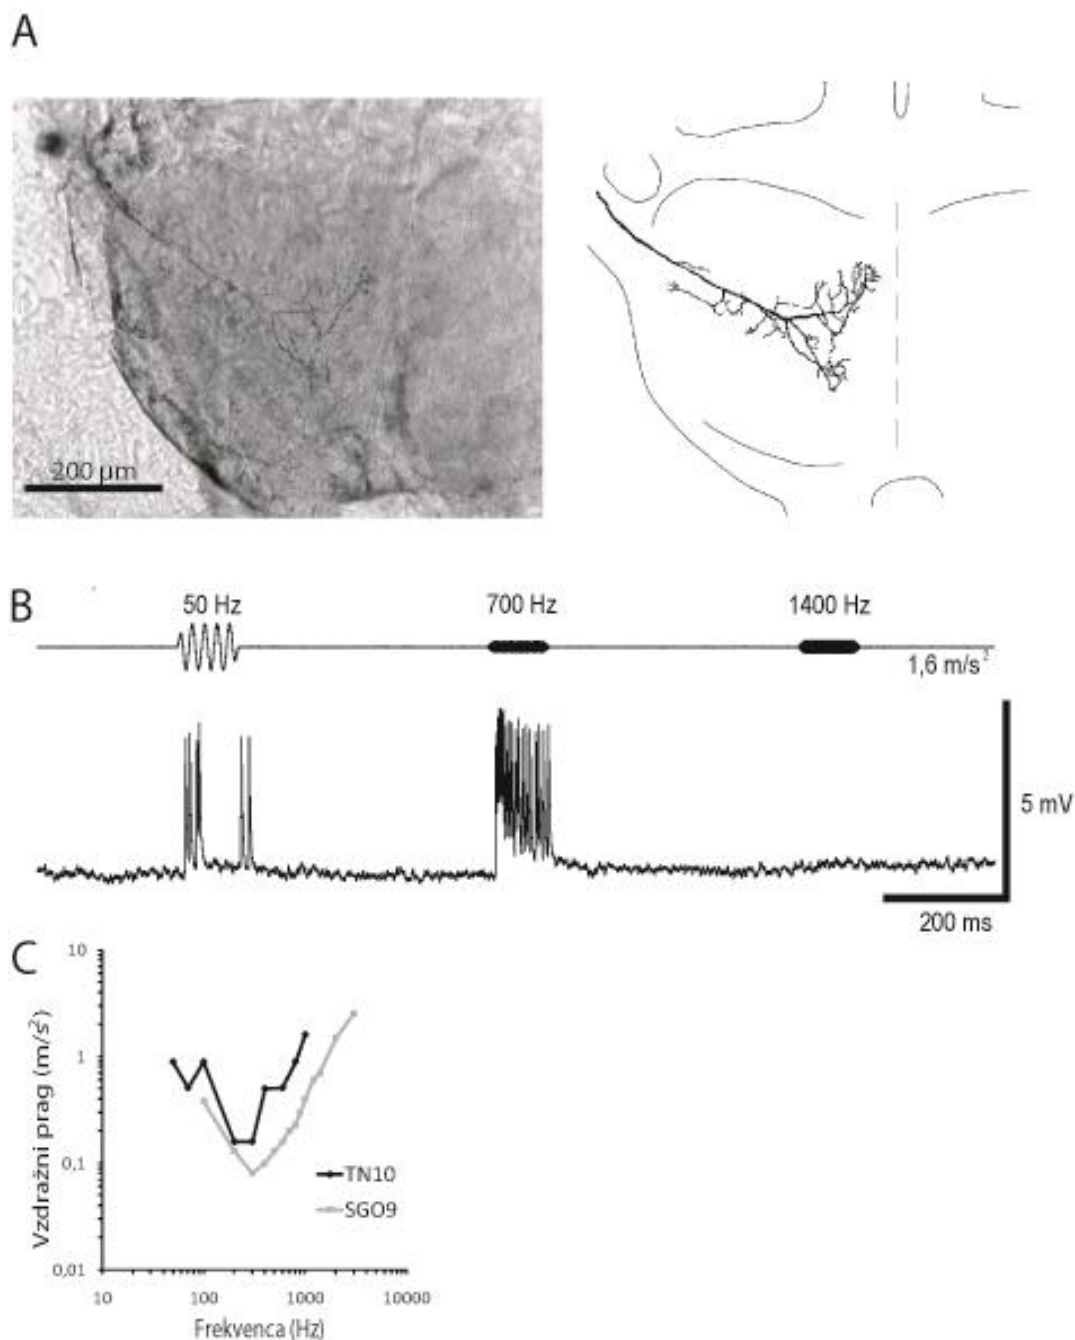 A
200 µm
B
50 Hz
700 Hz
1400 Hz
1,6 m/s²
5 mV
200 ms
C
Vzdražni prag (m/s²)
10
1
0,1
0,01
TN10
SGO9
10
100
1000
10000
Frekvenca (Hz)